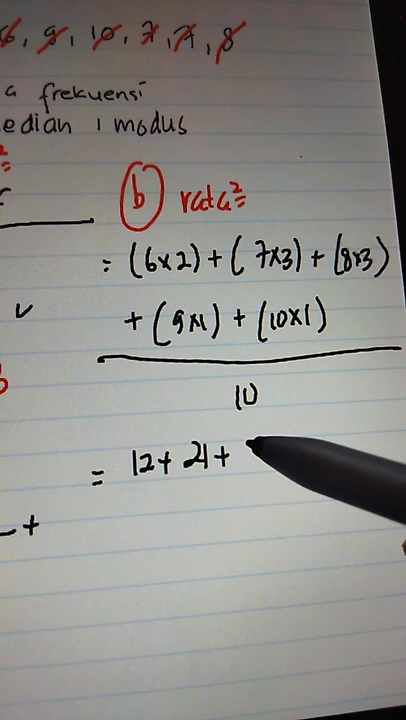 6, 9, 10, 7, 7, 8
a frekuensi
edian, modus
b rata²=
= (6x2) + (7x3) + (8x3)
+ (9x1) + (10x1)
10
= 12 + 21 +